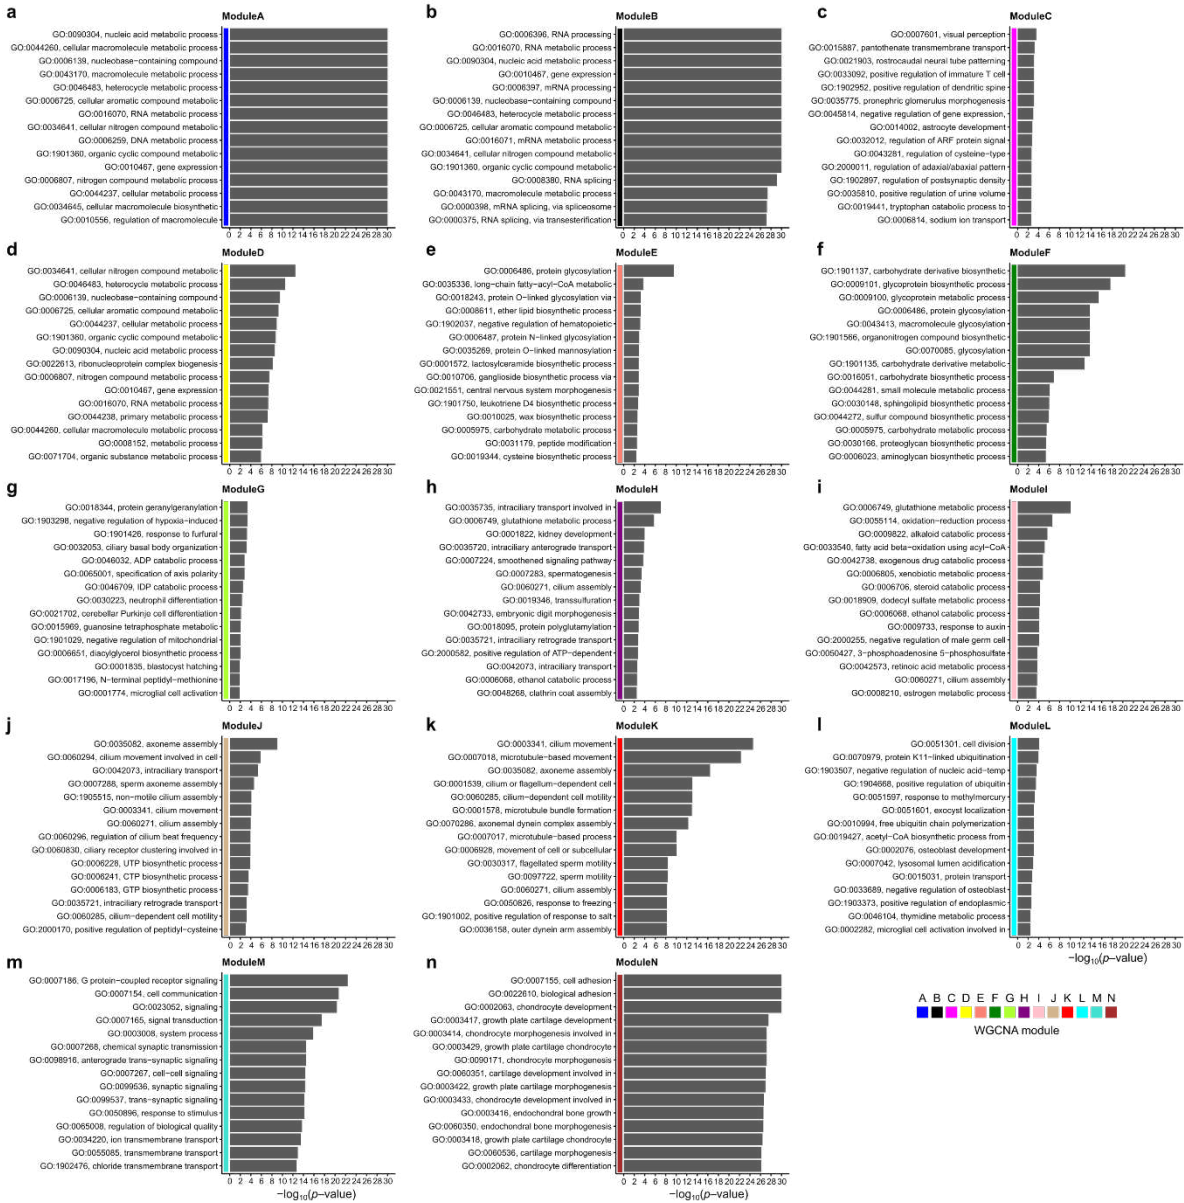 a
ModuleA
GO:0090304, nucleic acid metabolic process
GO:0044260, cellular macromolecule metabolic process
GO:0006139, nucleobase-containing compound
GO:0043170, macromolecule metabolic process
GO:0046483, heterocycle metabolic process
GO:0006725, cellular aromatic compound metabolic
GO:0016070, RNA metabolic process
GO:0034641, cellular nitrogen compound metabolic
GO:0006259, DNA metabolic process
GO:1901360, organic cyclic compound metabolic
GO:0010467, gene expression
GO:0006807, nitrogen compound metabolic process
GO:0044237, cellular metabolic process
GO:0034645, cellular macromolecule biosynthetic
GO:0010556, regulation of macromolecule
0 2 4 6 8 10 12 14 16 18 20 22 24 26 28 30
b
ModuleB
GO:0006396, RNA processing
GO:0016070, RNA metabolic process
GO:0090304, nucleic acid metabolic process
GO:0010467, gene expression
GO:0006397, mRNA processing
GO:0006139, nucleobase-containing compound
GO:0046483, heterocycle metabolic process
GO:0006725, cellular aromatic compound metabolic
GO:0016071, mRNA metabolic process
GO:0034641, cellular nitrogen compound metabolic
GO:1901360, organic cyclic compound metabolic
GO:0008380, RNA splicing
GO:0043170, macromolecule metabolic process
GO:0000398, mRNA splicing, via spliceosome
GO:0000375, RNA splicing, via transesterification
0 2 4 6 8 10 12 14 16 18 20 22 24 26 28 30
c
ModuleC
GO:0007601, visual perception
GO:0015887, pantothenate transmembrane transport
GO:0021903, rostrocaudal neural tube patterning
GO:0033092, positive regulation of immature T cell
GO:1902952, positive regulation of dendritic spine
GO:0035775, pronephric glomerulus morphogenesis
GO:0045814, negative regulation of gene expression,
GO:0014002, astrocyte development
GO:0032012, regulation of ARF protein signal
GO:0043281, regulation of cysteine-type
GO:2000011, regulation of adaxial/abaxial pattern
GO:1902897, regulation of postsynaptic density
GO:0035810, positive regulation of urine volume
GO:0019441, tryptophan catabolic process to
GO:0006814, sodium ion transport
0 2 4 6 8 10 12 14 16 18 20 22 24 26 28 30
d
ModuleD
GO:0034641, cellular nitrogen compound metabolic
GO:0046483, heterocycle metabolic process
GO:0006139, nucleobase-containing compound
GO:0006725, cellular aromatic compound metabolic
GO:0044237, cellular metabolic process
GO:1901360, organic cyclic compound metabolic
GO:0090304, nucleic acid metabolic process
GO:0022613, ribonucleoprotein complex biogenesis
GO:0006807, nitrogen compound metabolic process
GO:0010467, gene expression
GO:0016070, RNA metabolic process
GO:0044238, primary metabolic process
GO:0044260, cellular macromolecule metabolic process
GO:0008152, metabolic process
GO:0071704, organic substance metabolic process
0 2 4 6 8 10 12 14 16 18 20 22 24 26 28 30
e
ModuleE
GO:0006486, protein glycosylation
GO:0035336, long-chain fatty-acyl-CoA metabolic
GO:0018243, protein O-linked glycosylation via
GO:0008611, ether lipid biosynthetic process
GO:1902037, negative regulation of hematopoietic
GO:0006487, protein N-linked glycosylation
GO:0035269, protein O-linked mannosylation
GO:0001572, lactosylceramide biosynthetic process
GO:0010706, ganglioside biosynthetic process via
GO:0021551, central nervous system morphogenesis
GO:1901750, leukotriene D4 biosynthetic process
GO:0010025, wax biosynthetic process
GO:0005975, carbohydrate metabolic process
GO:0031179, peptide modification
GO:0019344, cysteine biosynthetic process
0 2 4 6 8 10 12 14 16 18 20 22 24 26 28 30
f
ModuleF
GO:1901137, carbohydrate derivative biosynthetic
GO:0009101, glycoprotein biosynthetic process
GO:0009100, glycoprotein metabolic process
GO:0006486, protein glycosylation
GO:0043413, macromolecule glycosylation
GO:1901566, organonitrogen compound biosynthetic
GO:0070085, glycosylation
GO:1901135, carbohydrate derivative metabolic
GO:0016051, carbohydrate biosynthetic process
GO:0044281, small molecule metabolic process
GO:0030148, sphingolipid biosynthetic process
GO:0044272, sulfur compound biosynthetic process
GO:0005975, carbohydrate metabolic process
GO:0030166, proteoglycan biosynthetic process
GO:0006023, aminoglycan biosynthetic process
0 2 4 6 8 10 12 14 16 18 20 22 24 26 28 30
g
ModuleG
GO:0018344, protein geranylgeranylation
GO:1903298, negative regulation of hypoxia-induced
GO:1901426, response to furfural
GO:0032053, ciliary basal body organization
GO:0046032, ADP catabolic process
GO:0065001, specification of axis polarity
GO:0046709, IDP catabolic process
GO:0030223, neutrophil differentiation
GO:0021702, cerebellar Purkinje cell differentiation
GO:0015969, guanosine tetraphosphate metabolic
GO:1901029, negative regulation of mitochondrial
GO:0006651, diacylglycerol biosynthetic process
GO:0001835, blastocyst hatching
GO:0017196, N-terminal peptidyl-methionine
GO:0001774, microglial cell activation
0 2 4 6 8 10 12 14 16 18 20 22 24 26 28 30
h
ModuleH
GO:0035735, intraciliary transport involved in
GO:0006749, glutathione metabolic process
GO:0001822, kidney development
GO:0035720, intraciliary anterograde transport
GO:0007224, smoothened signaling pathway
GO:0007283, spermatogenesis
GO:0060271, cilium assembly
GO:0019346, transsulfuration
GO:0042733, embryonic digit morphogenesis
GO:0018095, protein polyglutamylation
GO:0035721, intraciliary retrograde transport
GO:2000582, positive regulation of ATP-dependent
GO:0042073, intraciliary transport
GO:0006068, ethanol catabolic process
GO:0048268, clathrin coat assembly
0 2 4 6 8 10 12 14 16 18 20 22 24 26 28 30
i
ModuleI
GO:0006749, glutathione metabolic process
GO:0055114, oxidation-reduction process
GO:0009822, alkaloid catabolic process
GO:0033540, fatty acid beta-oxidation using acyl-CoA
GO:0042738, exogenous drug catabolic process
GO:0006805, xenobiotic metabolic process
GO:0006706, steroid catabolic process
GO:0018909, dodecyl sulfate metabolic process
GO:0006068, ethanol catabolic process
GO:0009733, response to auxin
GO:2000255, negative regulation of male germ cell
GO:0050427, 3-phosphoadenosine 5-phosphosulfate
GO:0042573, retinoic acid metabolic process
GO:0060271, cilium assembly
GO:0008210, estrogen metabolic process
0 2 4 6 8 10 12 14 16 18 20 22 24 26 28 30
j
ModuleJ
GO:0035082, axoneme assembly
GO:0060294, cilium movement involved in cell
GO:0042073, intraciliary transport
GO:0007288, sperm axoneme assembly
GO:1905515, non-motile cilium assembly
GO:0003341, cilium movement
GO:0060271, cilium assembly
GO:0060296, regulation of cilium beat frequency
GO:0060830, ciliary receptor clustering involved in
GO:0006228, UTP biosynthetic process
GO:0006241, CTP biosynthetic process
GO:0006183, GTP biosynthetic process
GO:0035721, intraciliary retrograde transport
GO:0060285, cilium-dependent cell motility
GO:2000170, positive regulation of peptidyl-cysteine
0 2 4 6 8 10 12 14 16 18 20 22 24 26 28 30
k
ModuleK
GO:0003341, cilium movement
GO:0007018, microtubule-based movement
GO:0035082, axoneme assembly
GO:0001539, cilium or flagellum-dependent cell
GO:0060285, cilium-dependent cell motility
GO:0001578, microtubule bundle formation
GO:0070286, axonemal dynein complex assembly
GO:0007017, microtubule-based process
GO:0006928, movement of cell or subcellular
GO:0030317, flagellated sperm motility
GO:0097722, sperm motility
GO:0060271, cilium assembly
GO:0050826, response to freezing
GO:1901002, positive regulation of response to salt
GO:0036158, outer dynein arm assembly
0 2 4 6 8 10 12 14 16 18 20 22 24 26 28 30
l
ModuleL
GO:0051301, cell division
GO:0070979, protein K11-linked ubiquitination
GO:1903507, negative regulation of nucleic acid-temp
GO:1904668, positive regulation of ubiquitin
GO:0051597, response to methylmercury
GO:0051601, exocyst localization
GO:0010994, free ubiquitin chain polymerization
GO:0019427, acetyl-CoA biosynthetic process from
GO:0002076, osteoblast development
GO:0007042, lysosomal lumen acidification
GO:0015031, protein transport
GO:0033689, negative regulation of osteoblast
GO:1903373, positive regulation of endoplasmic
GO:0046104, thymidine metabolic process
GO:0002282, microglial cell activation involved in
0 2 4 6 8 10 12 14 16 18 20 22 24 26 28 30
−log10(p−value)
m
ModuleM
GO:0007186, G protein-coupled receptor signaling
GO:0007154, cell communication
GO:0023052, signaling
GO:0007165, signal transduction
GO:0003008, system process
GO:0007268, chemical synaptic transmission
GO:0098916, anterograde trans-synaptic signaling
GO:0007267, cell-cell signaling
GO:0099536, synaptic signaling
GO:0099537, trans-synaptic signaling
GO:0050896, response to stimulus
GO:0065008, regulation of biological quality
GO:0034220, ion transmembrane transport
GO:0055085, transmembrane transport
GO:1902476, chloride transmembrane transport
0 2 4 6 8 10 12 14 16 18 20 22 24 26 28 30
−log10(p−value)
n
ModuleN
GO:0007155, cell adhesion
GO:0022610, biological adhesion
GO:0002063, chondrocyte development
GO:0003417, growth plate cartilage development
GO:0003414, chondrocyte morphogenesis involved in
GO:0003429, growth plate cartilage chondrocyte
GO:0090171, chondrocyte morphogenesis
GO:0060351, cartilage development involved in
GO:0003422, growth plate cartilage morphogenesis
GO:0003433, chondrocyte development involved in
GO:0003416, endochondral bone growth
GO:0060350, endochondral bone morphogenesis
GO:0003418, growth plate cartilage chondrocyte
GO:0060536, cartilage morphogenesis
GO:0002062, chondrocyte differentiation
0 2 4 6 8 10 12 14 16 18 20 22 24 26 28 30
−log10(p−value)
A B C D E F G H I J K L M N
WGCNA module